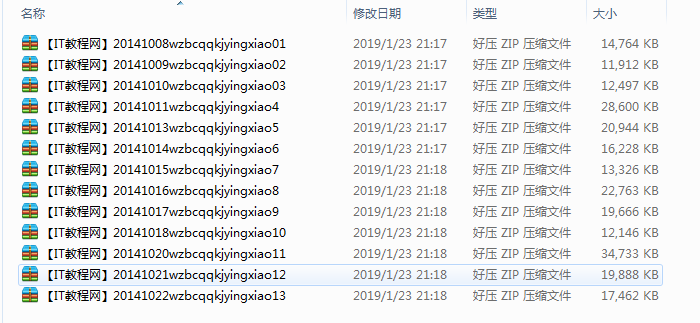 名称 修改日期 类型 大小
【IT教程网】20141008wzbcqqkjyingxiao01 2019/1/23 21:17 好压 ZIP 压缩文件 14,764 KB
【IT教程网】20141009wzbcqqkjyingxiao02 2019/1/23 21:17 好压 ZIP 压缩文件 11,912 KB
【IT教程网】20141010wzbcqqkjyingxiao03 2019/1/23 21:17 好压 ZIP 压缩文件 12,497 KB
【IT教程网】20141011wzbcqqkjyingxiao4 2019/1/23 21:17 好压 ZIP 压缩文件 28,600 KB
【IT教程网】20141013wzbcqqkjyingxiao5 2019/1/23 21:17 好压 ZIP 压缩文件 20,944 KB
【IT教程网】20141014wzbcqqkjyingxiao6 2019/1/23 21:17 好压 ZIP 压缩文件 16,228 KB
【IT教程网】20141015wzbcqqkjyingxiao7 2019/1/23 21:18 好压 ZIP 压缩文件 13,326 KB
【IT教程网】20141016wzbcqqkjyingxiao8 2019/1/23 21:18 好压 ZIP 压缩文件 22,763 KB
【IT教程网】20141017wzbcqqkjyingxiao9 2019/1/23 21:18 好压 ZIP 压缩文件 19,666 KB
【IT教程网】20141018wzbcqqkjyingxiao10 2019/1/23 21:18 好压 ZIP 压缩文件 12,146 KB
【IT教程网】20141020wzbcqqkjyingxiao11 2019/1/23 21:18 好压 ZIP 压缩文件 34,733 KB
【IT教程网】20141021wzbcqqkjyingxiao12 2019/1/23 21:18 好压 ZIP 压缩文件 19,888 KB
【IT教程网】20141022wzbcqqkjyingxiao13 2019/1/23 21:18 好压 ZIP 压缩文件 17,462 KB